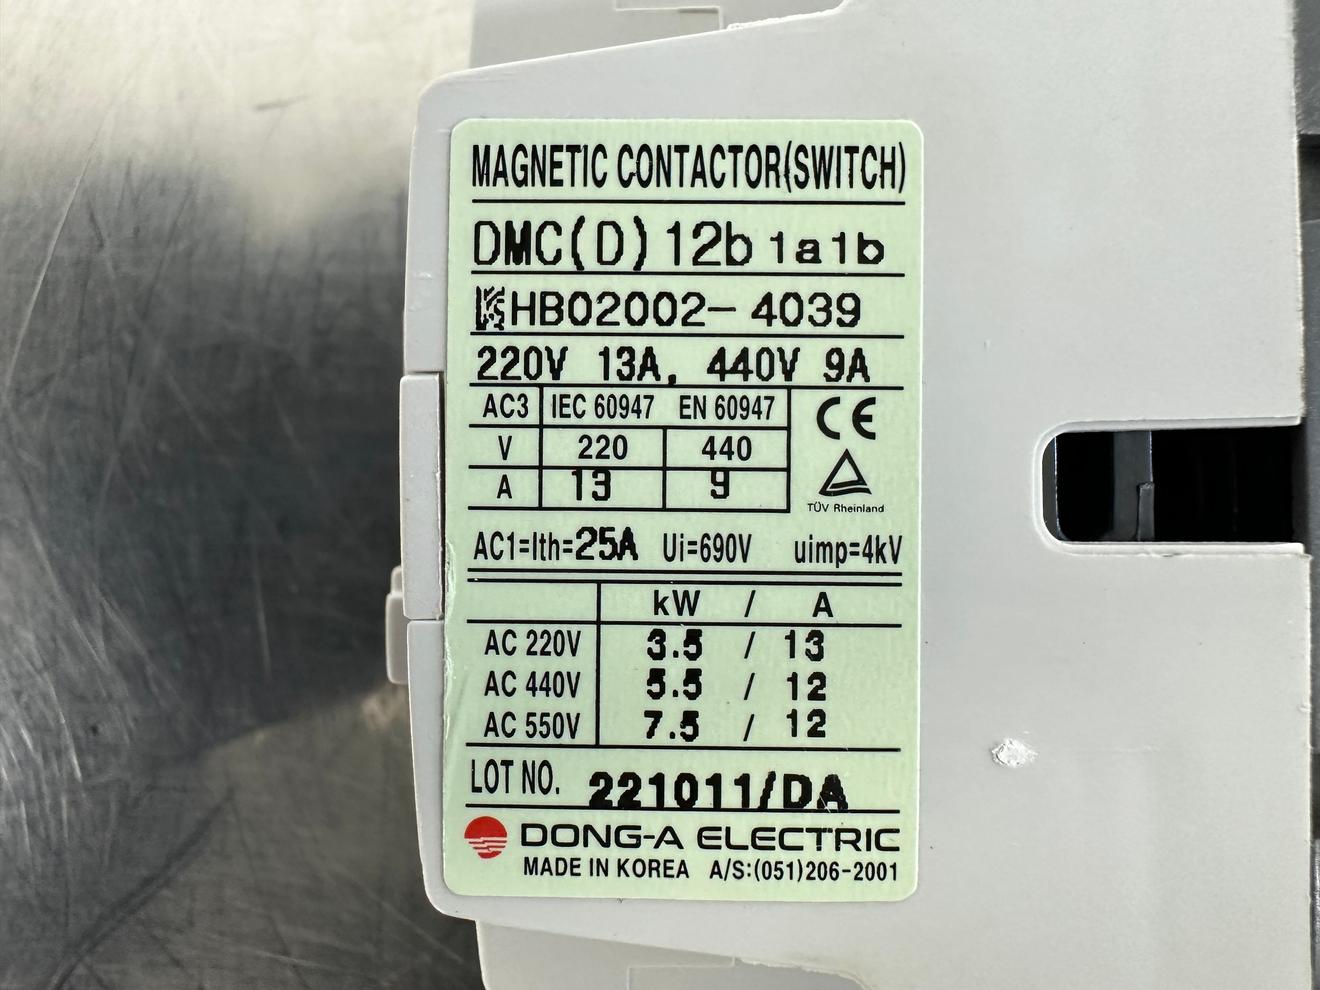 MAGNETIC CONTACTOR(SWITCH)
DMC(D)12b 1a1b
HB02002-4039
220V 13A, 440V 9A
AC3 IEC 60947 EN 60947
V 220 440
A 13 9
CE
TÜV Rheinland
AC1=Ith=25A Ui=690V uimp=4kV
kW / A
AC 220V 3.5 / 13
AC 440V 5.5 / 12
AC 550V 7.5 / 12
LOT NO. 221011/DA
DONG-A ELECTRIC
MADE IN KOREA A/S:(051)206-2001